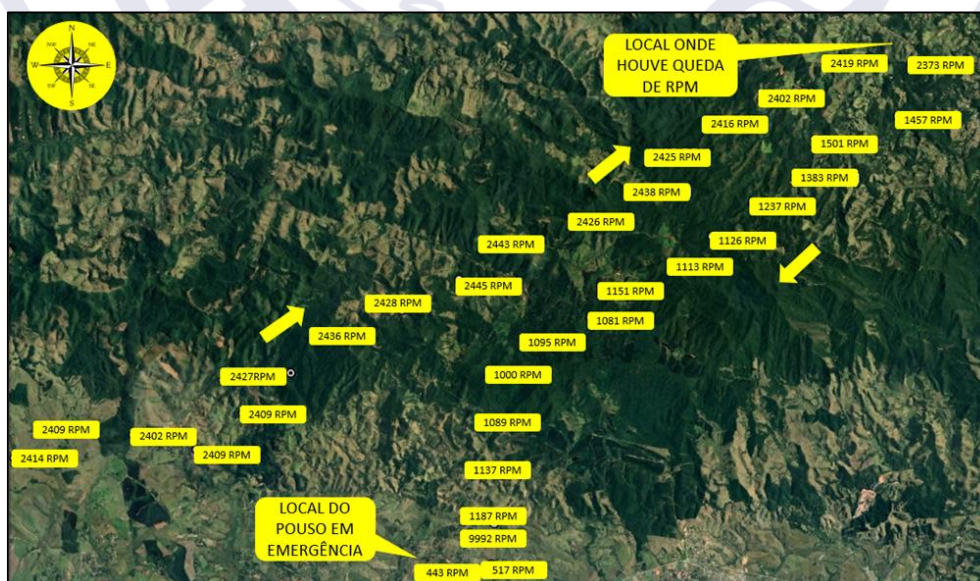 N
NW
NE
W
E
SW
SE
S
LOCAL ONDE
HOUVE QUEDA
DE RPM
2419 RPM
2373 RPM
2402 RPM
1457 RPM
2416 RPM
1501 RPM
2425 RPM
1383 RPM
2438 RPM
1237 RPM
2426 RPM
1126 RPM
2443 RPM
1113 RPM
2445 RPM
1151 RPM
2428 RPM
1081 RPM
2436 RPM
1095 RPM
2427RPM
1000 RPM
2409 RPM
1089 RPM
2409 RPM
2402 RPM
2409 RPM
2414 RPM
1137 RPM
LOCAL DO
POUSO EM
EMERGÊNCIA
1187 RPM
9992 RPM
443 RPM
517 RPM